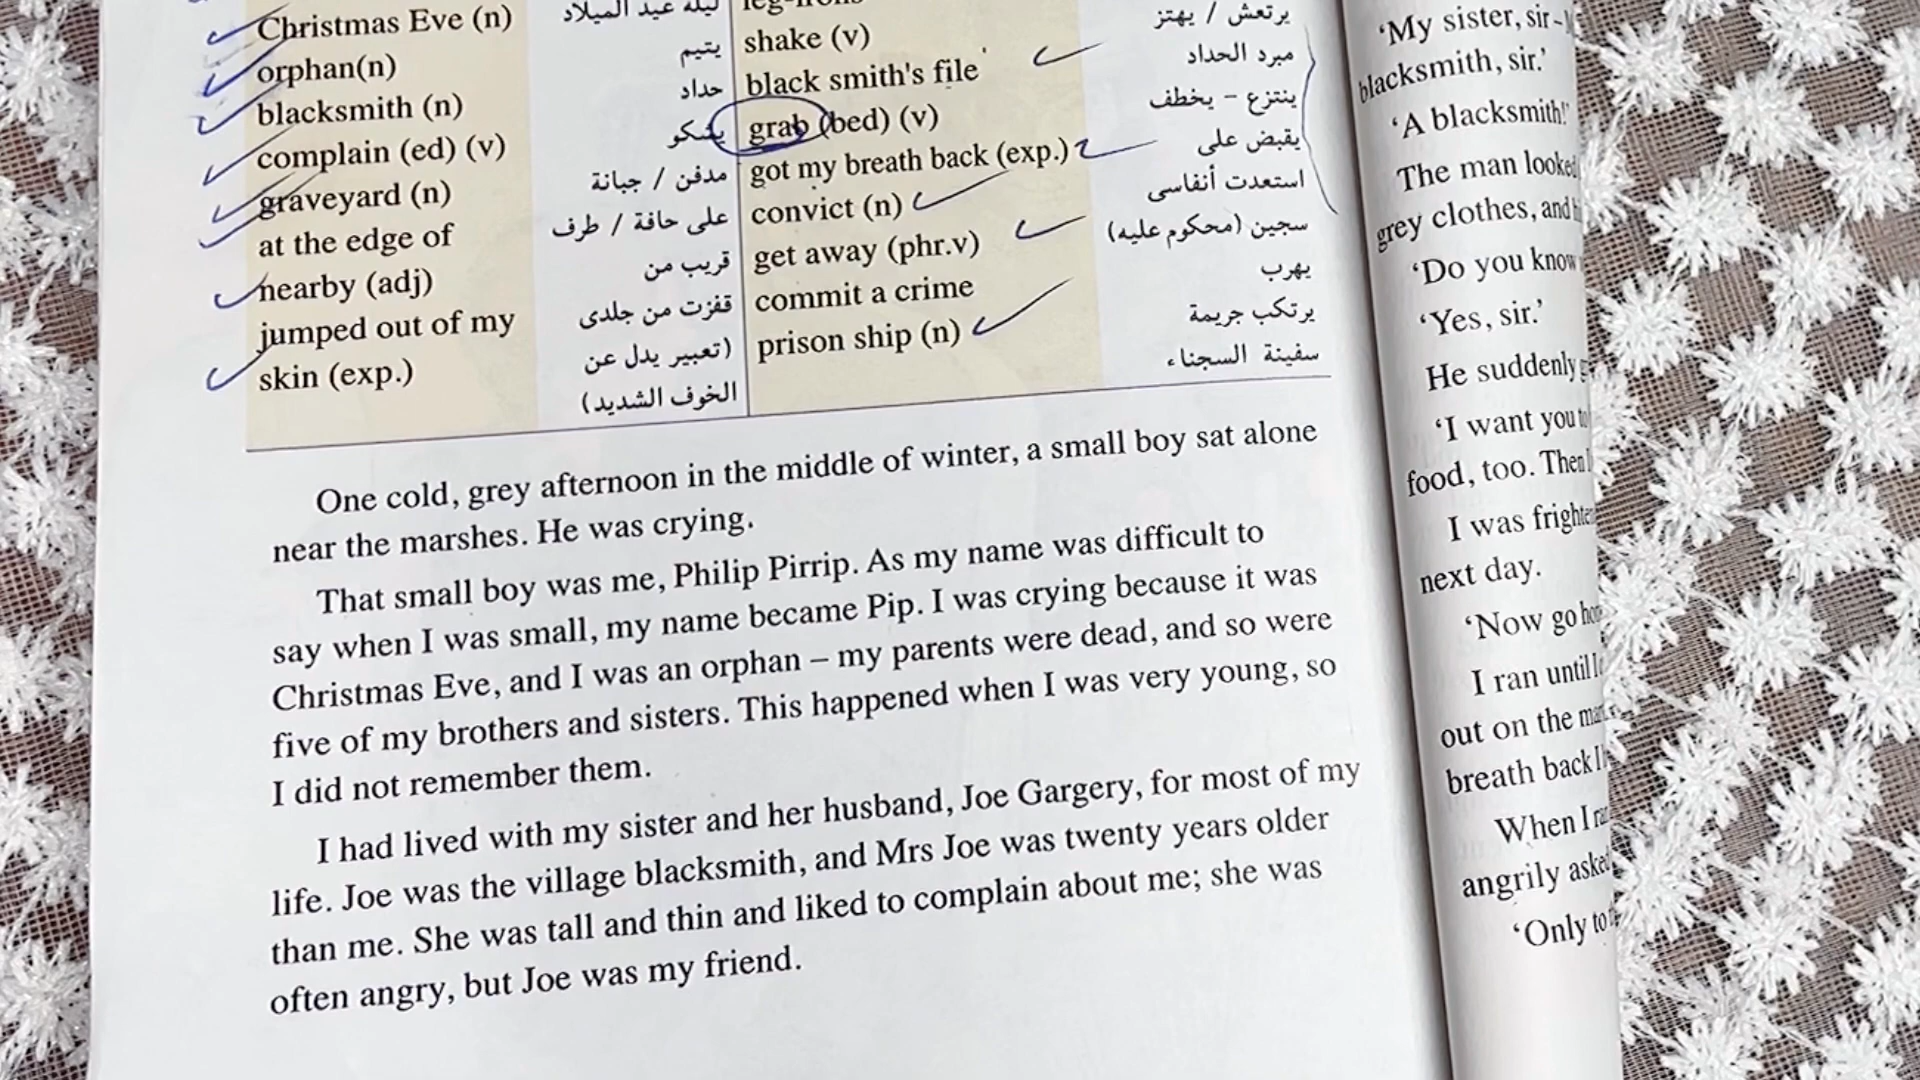 Christmas Eve (n)
ليلة عيد الميلاد
orphan(n)
يتيم
blacksmith (n)
حداد
complain (ed) (v)
يشكو
graveyard (n)
مدفن / جبانة
at the edge of
على حافة / طرف
nearby (adj)
قريب من
jumped out of my
قفزت من جلدى
skin (exp.)
(تعبير يدل عن
الخوف الشديد)
shake (v)
يرتعش / يهتز
black smith's file
مبرد الحداد
grab (bed) (v)
ينتزع - يخطف
يقبض على
got my breath back (exp.)
استعدت أنفاسى
convict (n)
سجين (محكوم عليه)
get away (phr.v)
يهرب
commit a crime
يرتكب جريمة
prison ship (n)
سفينة السجناء
One cold, grey afternoon in the middle of winter, a small boy sat alone
near the marshes. He was crying.
That small boy was me, Philip Pirrip. As my name was difficult to
say when I was small, my name became Pip. I was crying because it was
Christmas Eve, and I was an orphan – my parents were dead, and so were
five of my brothers and sisters. This happened when I was very young, so
I did not remember them.
I had lived with my sister and her husband, Joe Gargery, for most of my
life. Joe was the village blacksmith, and Mrs Joe was twenty years older
than me. She was tall and thin and liked to complain about me; she was
often angry, but Joe was my friend.
‘My sister, sir –
blacksmith, sir.’
‘A blacksmith!’
The man looked
grey clothes, and
‘Do you know
‘Yes, sir.’
He suddenly
‘I want you
food, too. Then
I was
next day.
‘Now go
I ran until
out on the
breath back
When I
angrily
‘Only to